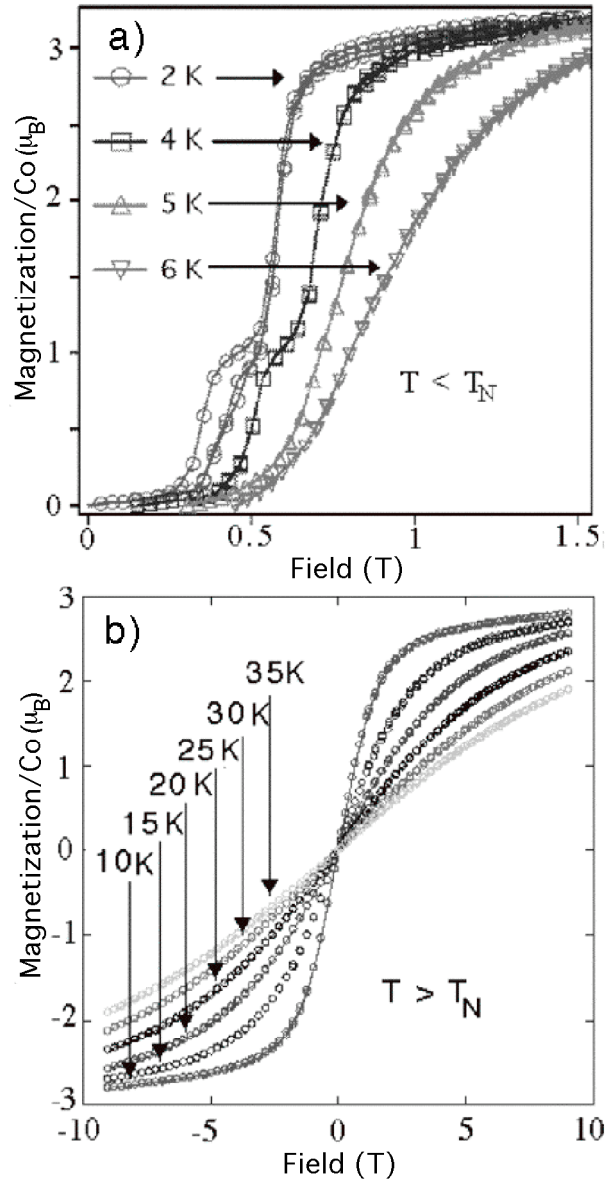 a)
3
2
1
0
Magnetization/Co(μB)
2 K
4 K
5 K
6 K
T < TN
0
0.5
1
1.5
Field (T)
b)
3
2
1
0
-1
-2
-3
Magnetization/Co(μB)
35K
30K
25K
20K
15K
10K
T > TN
-10
-5
0
5
10
Field (T)